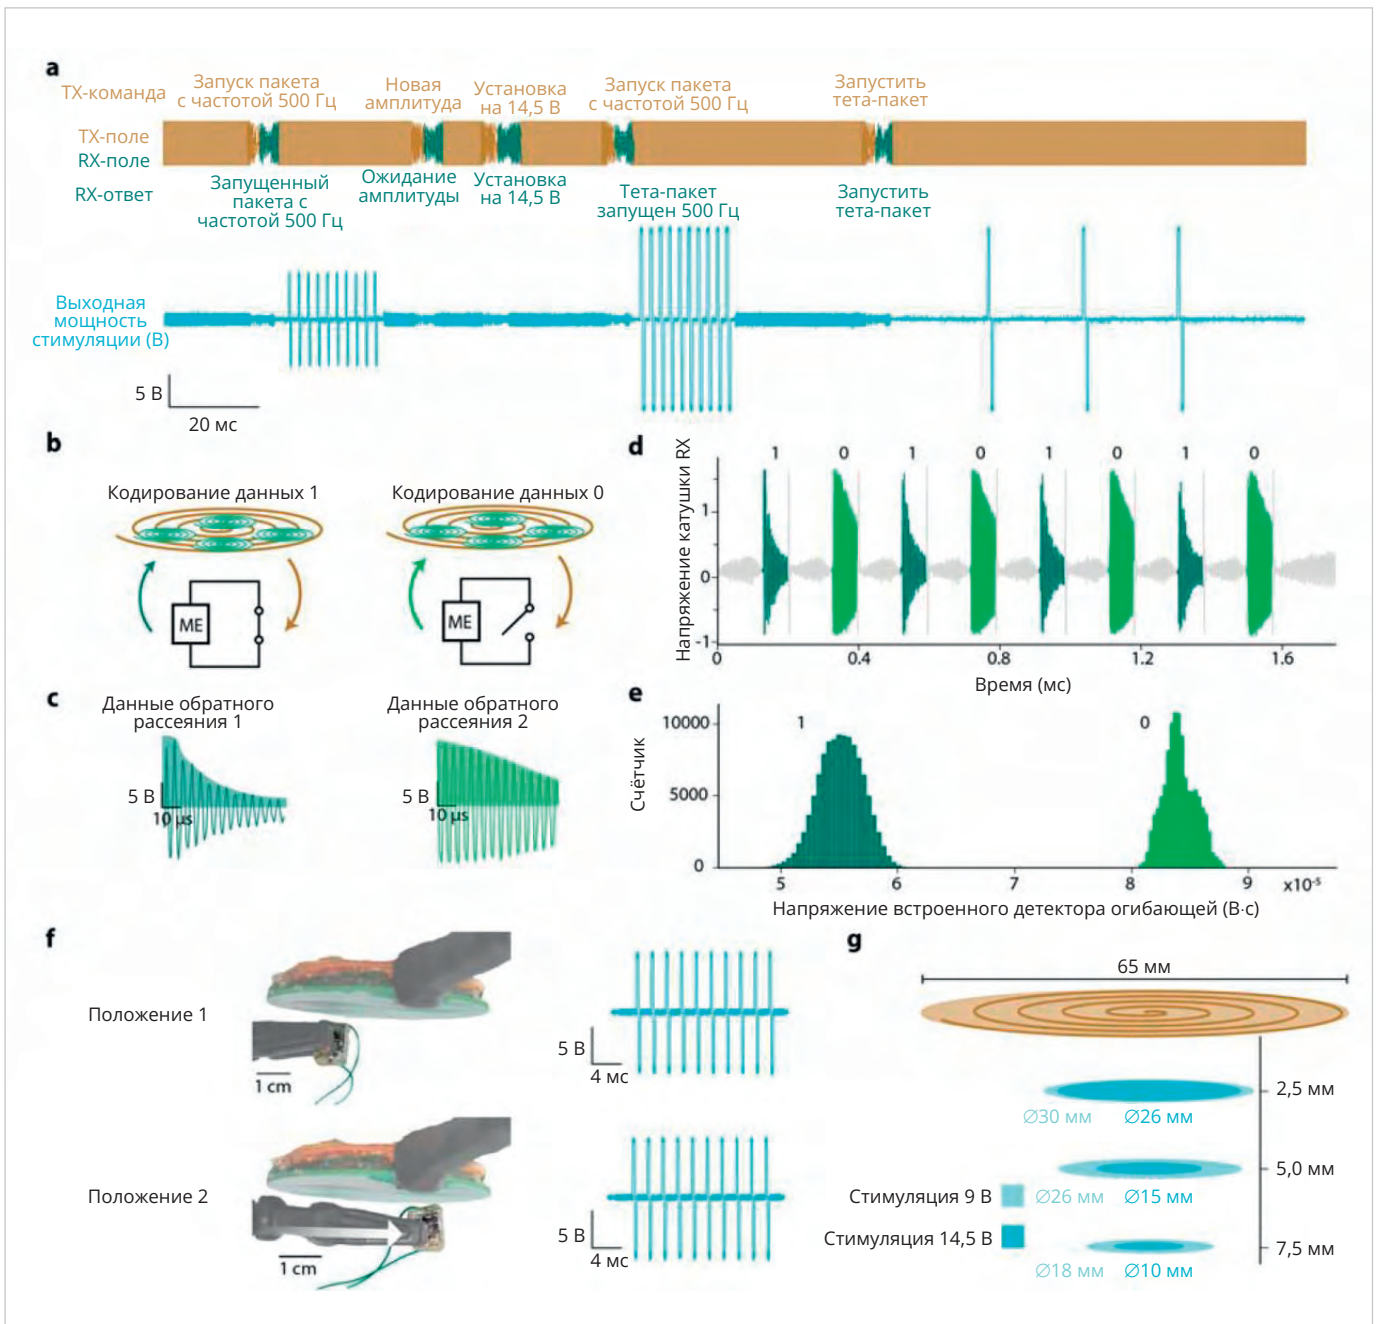 a
TX-команда
Запуск пакета
с частотой 500 Гц
Новая
амплитуда
Установка
на 14,5 В
Запуск пакета
с частотой 500 Гц
Запустить
тета-пакет
TX-поле
RX-поле
RX-ответ
Запущенный
пакета с
частотой 500 Гц
Ожидание
амплитуды
Установка
на 14,5 В
Тета-пакет
запущен 500 Гц
Запустить
тета-пакет
Выходная
мощность
стимуляции (В)
5 В
20 мс
b
Кодирование данных 1
Кодирование данных 0
ME
ME
c
Данные обратного
рассеяния 1
Данные обратного
рассеяния 2
5 В
10 µs
5 В
10 µs
d
Напряжение катушки RX
1 0 1 0 1 0 1 0
1
0
-1
0 0.4 0.8 1.2 1.6
Время (мс)
e
Счётчик
10000
5000
0
1
0
5 6 7 8 9 x10⁻⁵
Напряжение встроенного детектора огибающей (В·с)
f
Положение 1
1 cm
5 В
4 мс
Положение 2
1 cm
5 В
4 мс
g
65 мм
2,5 мм
∅30 мм ∅26 мм
5,0 мм
Стимуляция 9 В
∅26 мм ∅15 мм
Стимуляция 14,5 В
7,5 мм
∅18 мм ∅10 мм